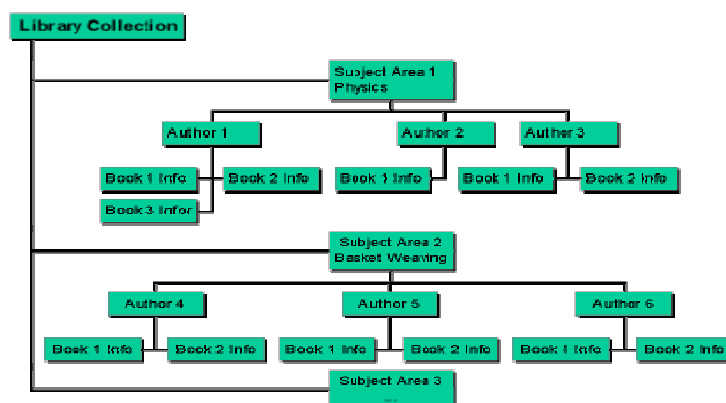 Library Collection
Subject Area 1
Physics
Author 1
Author 2
Auther 3
Book 1 Info
Book 2 Info
Book 1 Info
Book 1 Info
Book 2 Info
Book 3 Infor
Subject Area 2
Basket Weaving
Author 4
Author 5
Author 6
Book 1 Info
Book 2 Info
Book 1 Info
Book 2 Info
Book 1 Info
Book 2 Info
Subject Area 3
...